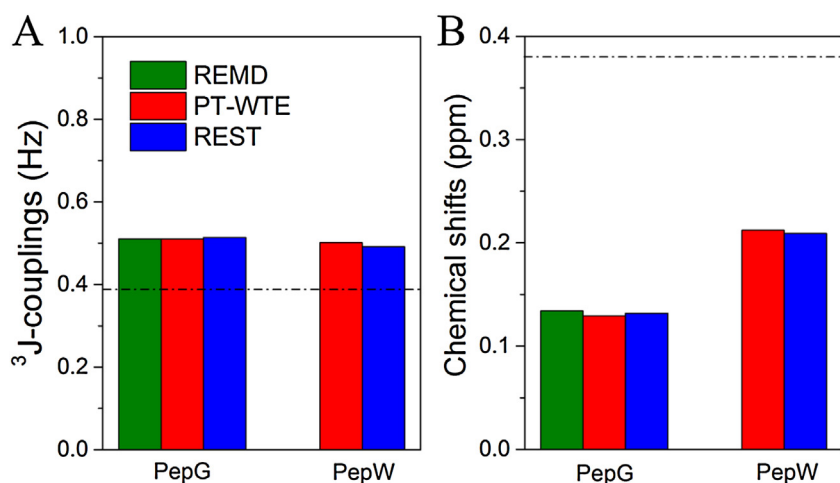 A
³J-couplings (Hz)
1.0
0.8
0.6
0.4
0.2
0.0
REMD
PT-WTE
REST
PepG
PepW
B
Chemical shifts (ppm)
0.4
0.3
0.2
0.1
0.0
PepG
PepW